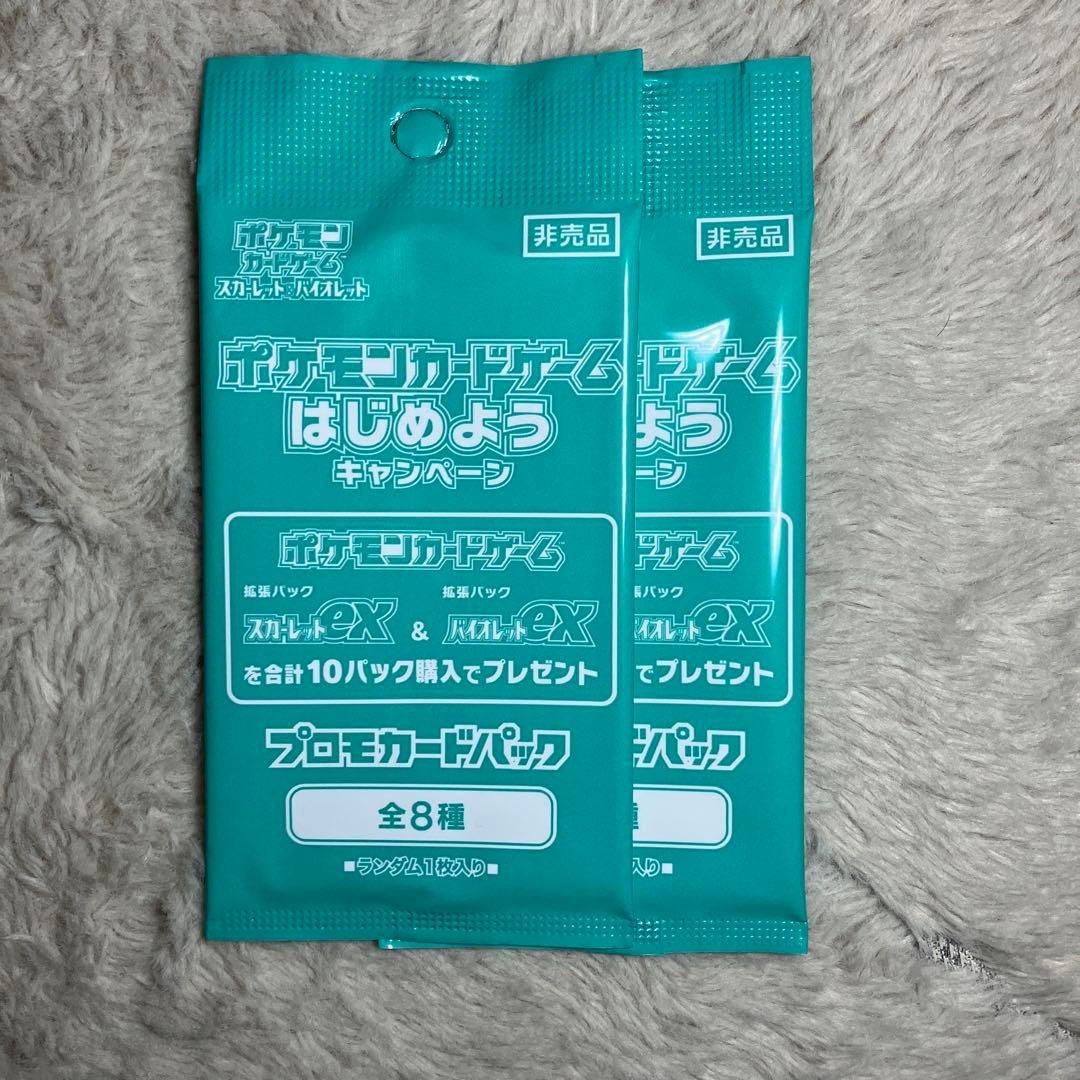 ポケモン
カードゲーム
スカーレット&バイオレット
非売品
ポケモンカードゲーム
はじめよう
キャンペーン
ポケモンカードゲーム
拡張パック 拡張パック
スカーレットex & バイオレットex
を合計10パック購入でプレゼント
プロモカードパック
全8種
■ランダム1枚入り■
非売品
ドゲーム
よう
ーン
ドゲーム
張パック
イオレットex
でプレゼント
ドパック
種
入り■